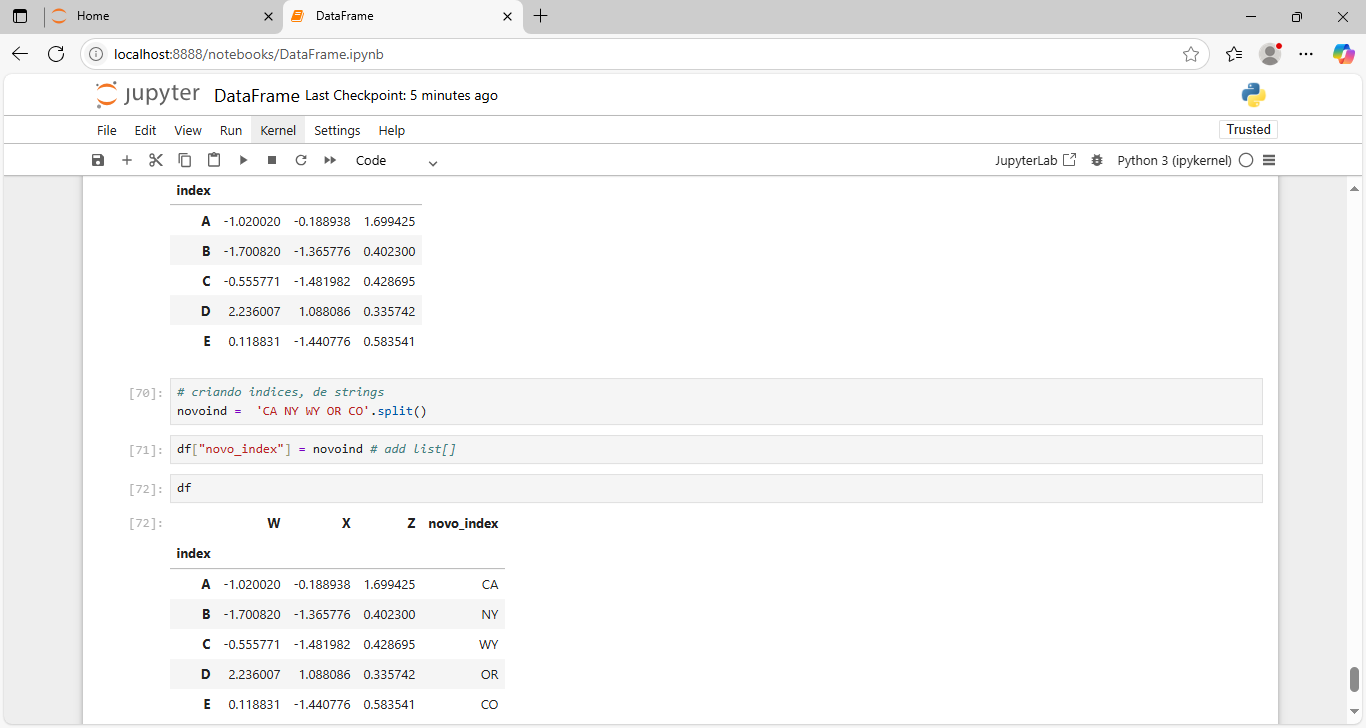 Home
DataFrame
localhost:8888/notebooks/DataFrame.ipynb
jupyter DataFrame Last Checkpoint: 5 minutes ago
File Edit View Run Kernel Settings Help
Trusted
Code
JupyterLab
Python 3 (ipykernel)
index
A -1.020020 -0.188938 1.699425
B -1.700820 -1.365776 0.402300
C -0.555771 -1.481982 0.428695
D 2.236007 1.088086 0.335742
E 0.118831 -1.440776 0.583541
[70]: # criando indices, de strings
novoind =  'CA NY WY OR CO'.split()
[71]: df["novo_index"] = novoind # add list[]
[72]: df
[72]: W X Z novo_index
index
A -1.020020 -0.188938 1.699425 CA
B -1.700820 -1.365776 0.402300 NY
C -0.555771 -1.481982 0.428695 WY
D 2.236007 1.088086 0.335742 OR
E 0.118831 -1.440776 0.583541 CO